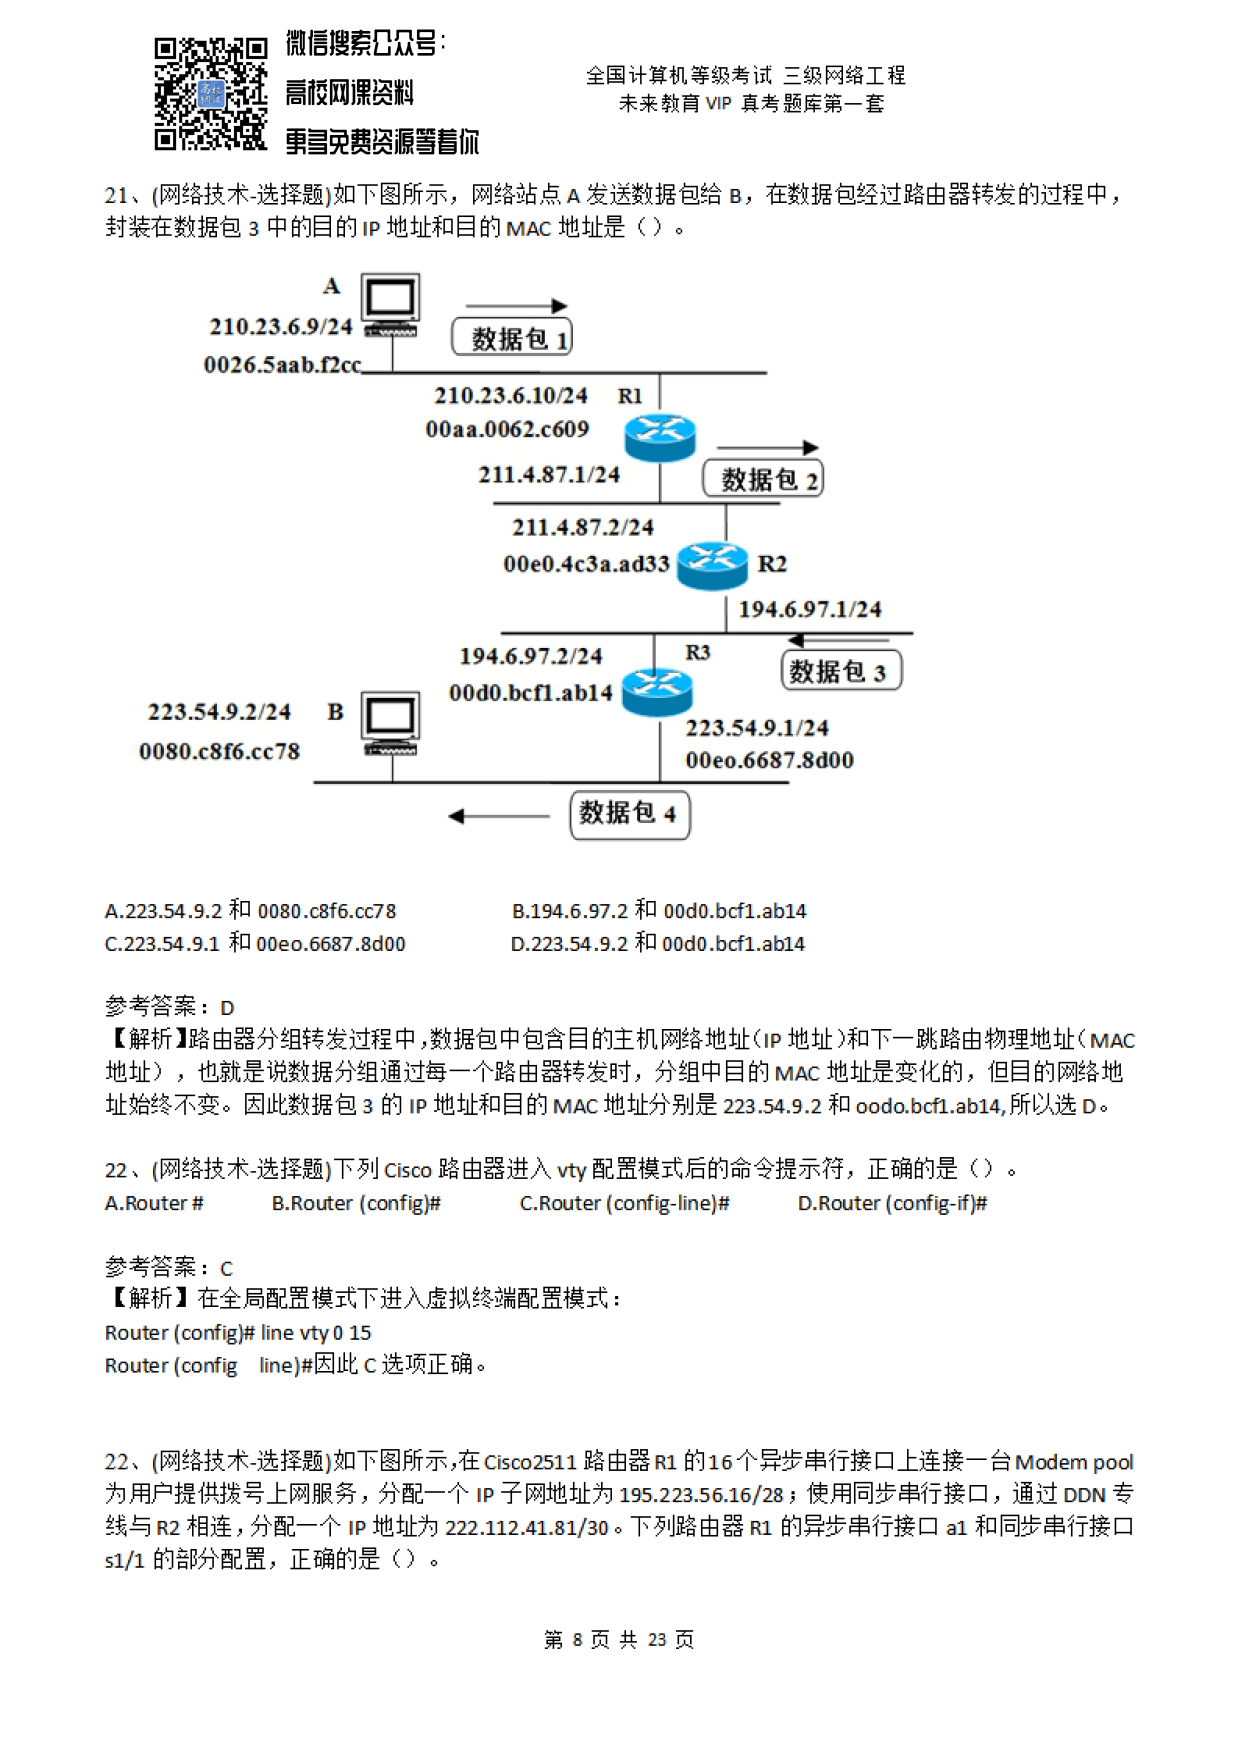 微信搜索公众号：
高校网课资料
更多免费资源等着你
高校
网课
全国计算机等级考试 三级网络工程
未来教育 VIP 真考题库第一套
21、(网络技术-选择题)如下图所示，网络站点 A 发送数据包给 B，在数据包经过路由器转发的过程中，
封装在数据包 3 中的目的 IP 地址和目的 MAC 地址是（）。
A
210.23.6.9/24
0026.5aab.f2cc
数据包 1
210.23.6.10/24 R1
00aa.0062.c609
211.4.87.1/24
数据包 2
211.4.87.2/24
00e0.4c3a.ad33 R2
194.6.97.1/24
194.6.97.2/24 R3
00d0.bcf1.ab14
数据包 3
223.54.9.2/24 B
0080.c8f6.cc78
223.54.9.1/24
00eo.6687.8d00
数据包 4
A.223.54.9.2 和 0080.c8f6.cc78 B.194.6.97.2 和 00d0.bcf1.ab14
C.223.54.9.1 和 00eo.6687.8d00 D.223.54.9.2 和 00d0.bcf1.ab14
参考答案：D
【解析】路由器分组转发过程中，数据包中包含目的主机网络地址（IP 地址）和下一跳路由物理地址（MAC
地址），也就是说数据分组通过每一个路由器转发时，分组中目的 MAC 地址是变化的，但目的网络地
址始终不变。因此数据包 3 的 IP 地址和目的 MAC 地址分别是 223.54.9.2 和 oodo.bcf1.ab14,所以选 D。
22、(网络技术-选择题)下列 Cisco 路由器进入 vty 配置模式后的命令提示符，正确的是（）。
A.Router # B.Router (config)# C.Router (config-line)# D.Router (config-if)#
参考答案：C
【解析】在全局配置模式下进入虚拟终端配置模式：
Router (config)# line vty 0 15
Router (config line)#因此 C 选项正确。
22、(网络技术-选择题)如下图所示,在 Cisco2511 路由器 R1 的 16 个异步串行接口上连接一台 Modem pool
为用户提供拨号上网服务，分配一个 IP 子网地址为 195.223.56.16/28；使用同步串行接口，通过 DDN 专
线与 R2 相连，分配一个 IP 地址为 222.112.41.81/30。下列路由器 R1 的异步串行接口 a1 和同步串行接口
s1/1 的部分配置，正确的是（）。
第 8 页 共 23 页